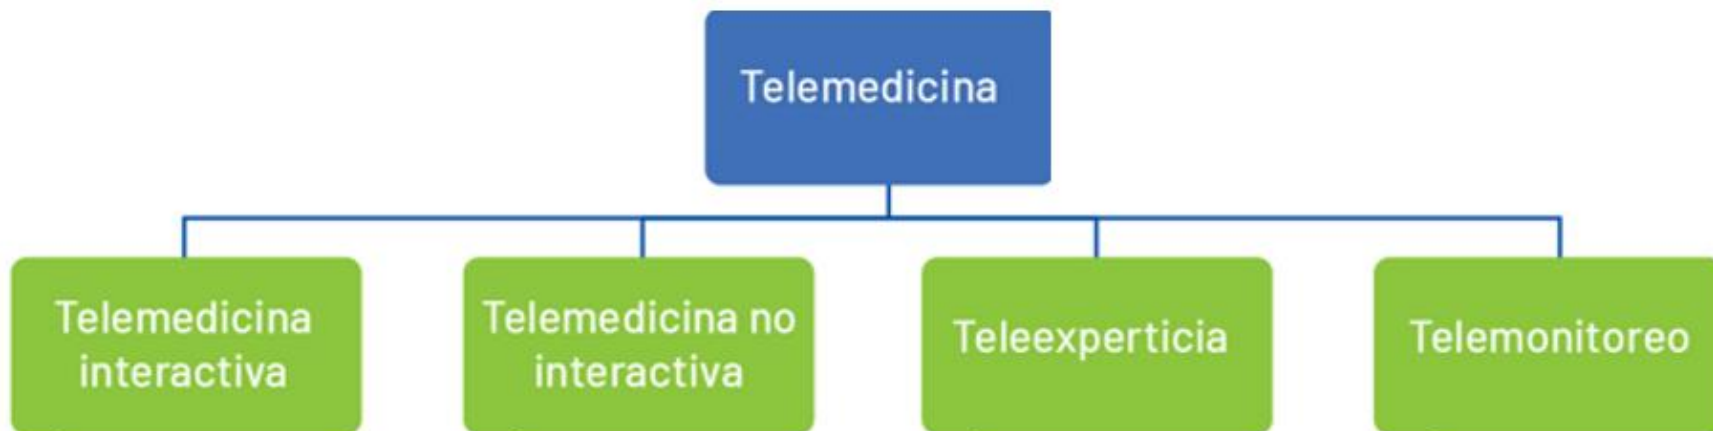 Telemedicina
Telemedicina
interactiva
Telemedicina no
interactiva
Teleexperticia
Telemonitoreo